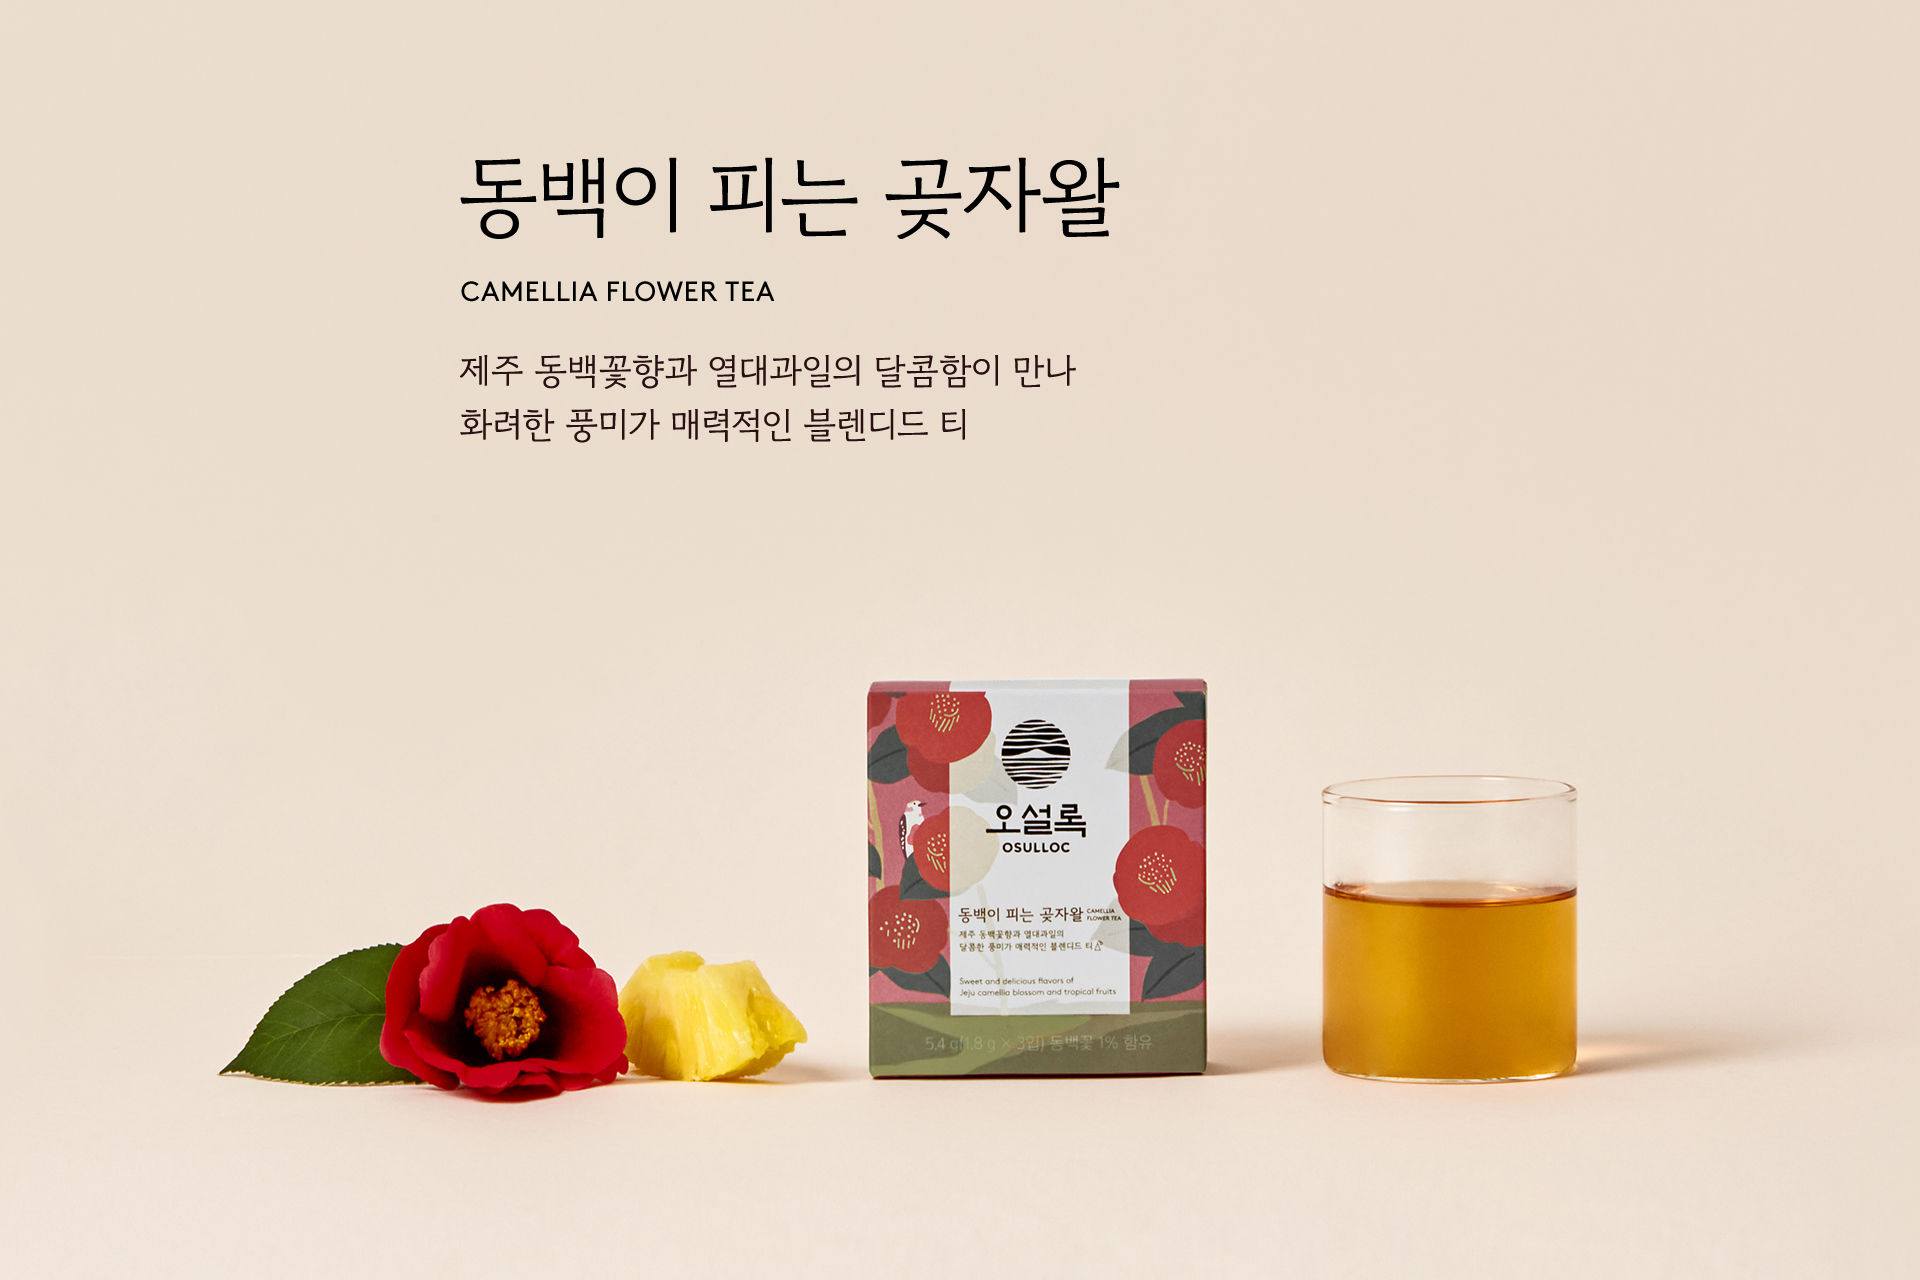 동백이 피는 곶자왈
CAMELLIA FLOWER TEA
제주 동백꽃향과 열대과일의 달콤함이 만나
화려한 풍미가 매력적인 블렌디드 티
오설록
OSULLOC
동백이 피는 곶자왈 CAMELLIA
FLOWER TEA
제주 동백꽃향과 열대과일의
달콤한 풍미가 매력적인 블렌디드 티
Sweet and delicious flavors of
Jeju camellia blossom and tropical fruits
5.4 g(1.8 g × 3입) 동백꽃 1% 함유